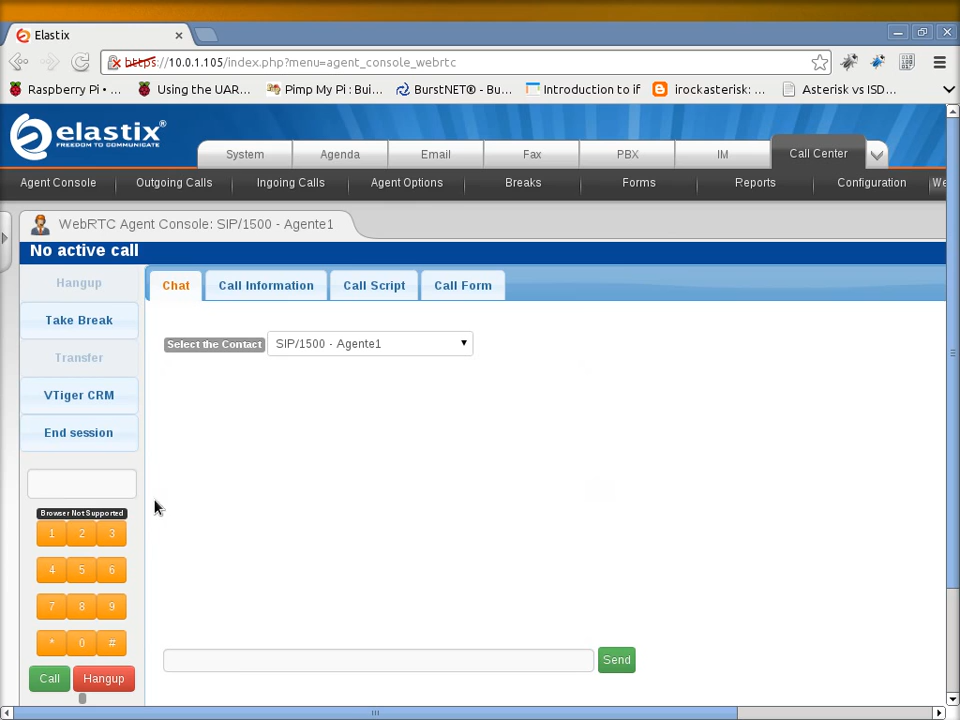 Elastix
https://10.0.1.105/index.php?menu=agent_console_webrtc
Raspberry Pi • ... Using the UAR... Pimp My Pi : Bui... BurstNET® - Bu... Introduction to if irockasterisk: ... Asterisk vs ISD...
elastix®
FREEDOM TO COMMUNICATE
System Agenda Email Fax PBX IM Call Center
Agent Console Outgoing Calls Ingoing Calls Agent Options Breaks Forms Reports Configuration We
WebRTC Agent Console: SIP/1500 - Agente1
No active call
Hangup
Take Break
Transfer
VTiger CRM
End session
Chat Call Information Call Script Call Form
Select the Contact SIP/1500 - Agente1
Browser Not Supported
1 2 3
4 5 6
7 8 9
* 0 #
Call Hangup
Send